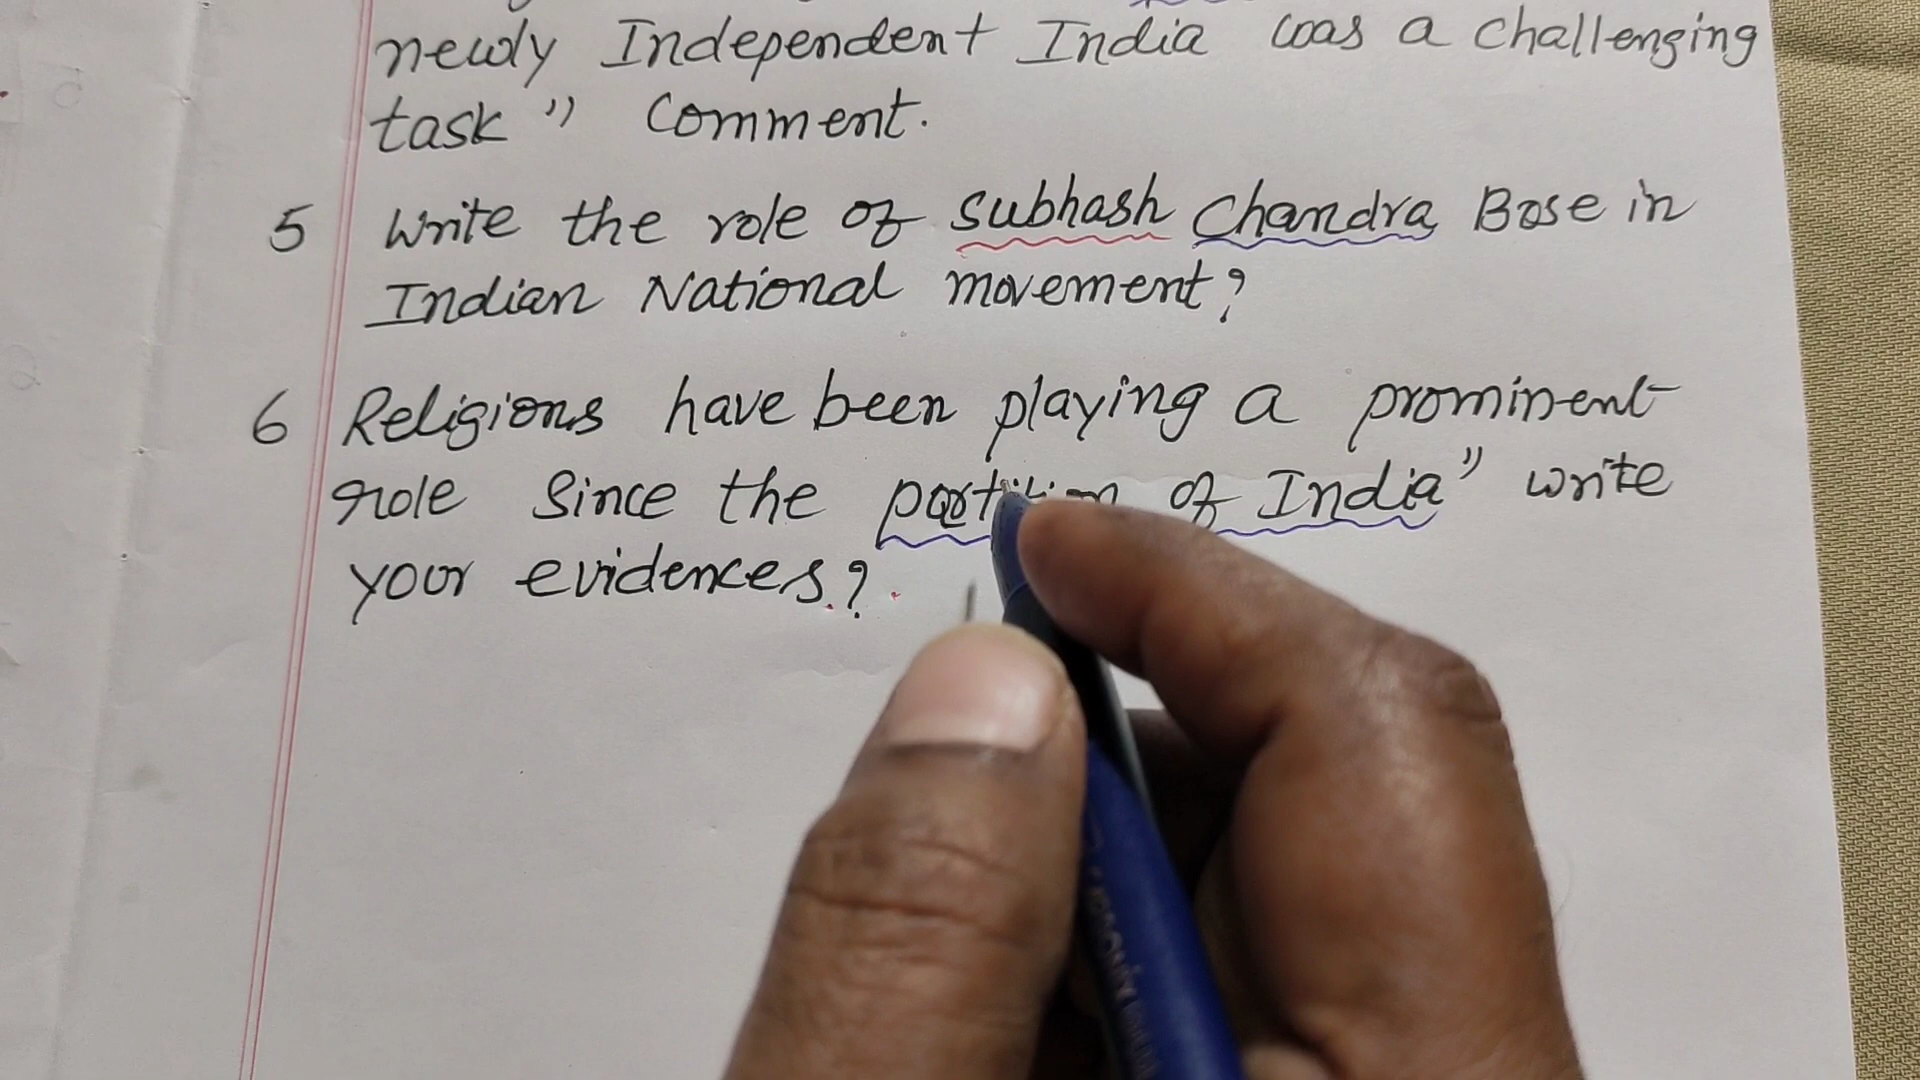 newly Independent India was a challenging
task" Comment.
5 Write the role of Subhash Chandra Bose in
Indian National movement?
6 Religions have been playing a prominent
role since the partition of India" write
your evidences.?